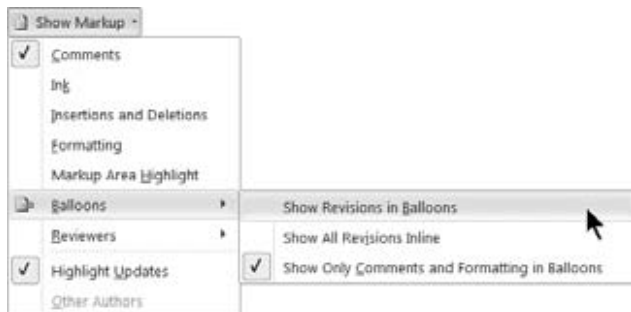 Show Markup
Comments
Ink
Insertions and Deletions
Formatting
Markup Area Highlight
Balloons
Show Revisions in Balloons
Reviewers
Show All Revisions Inline
Highlight Updates
Show Only Comments and Formatting in Balloons
Other Authors